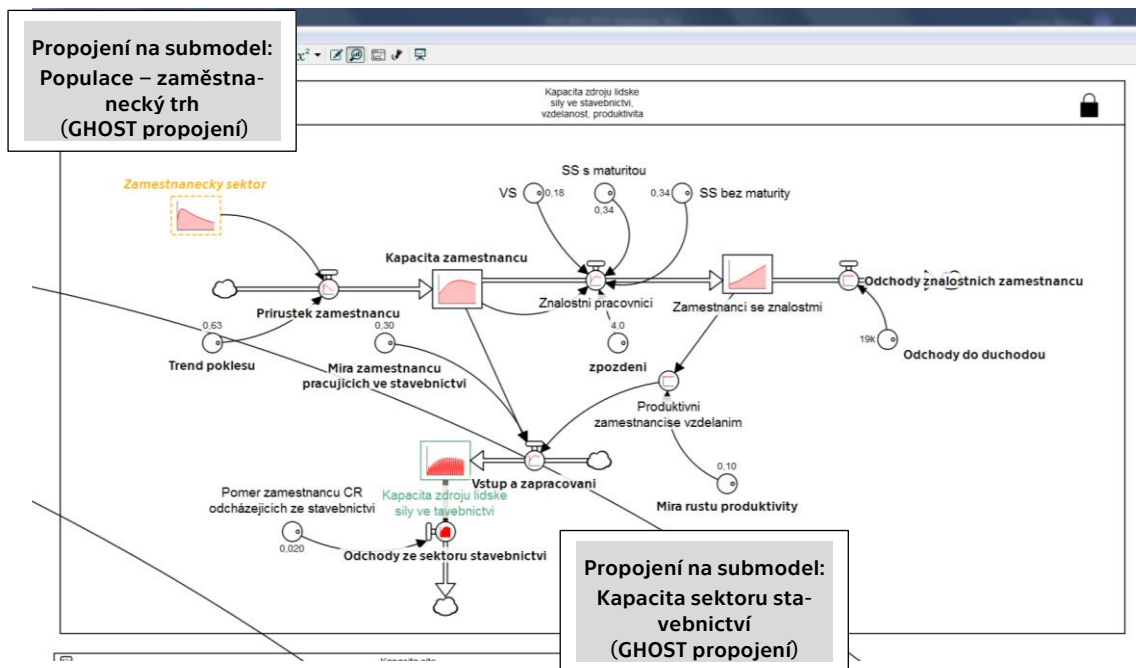 Propojení na submodel:
Populace – zaměstna-
necký trh
(GHOST propojení)
x²
Kapacita zdroju lidske
sily ve stavebnictvi,
vzdelanost, produktivita
Zamestnanecky sektor
SS s maturitou
VS
0,18
0,34
0,34
SS bez maturity
Kapacita zamestnancu
Prirustek zamestnancu
Znalostni pracovnici
Zamestnanci se znalostmi
Odchody znalostnich zamestnancu
0,63
Trend poklesu
0,30
Mira zamestnancu
pracujicich ve stavebnictvi
4,0
zpozdeni
19k
Odchody do duchodou
Produktivni
zamestnancise vzdelanim
0,10
Mira rustu produktivity
Vstup a zapracovani
Kapacita zdroju lidske
sily ve tavebnictvi
Pomer zamestnancu CR
odcházejicich ze stavebnictvi
0,020
Odchody ze sektoru stavebnictvi
Propojení na submodel:
Kapacita sektoru sta-
vebnictví
(GHOST propojení)